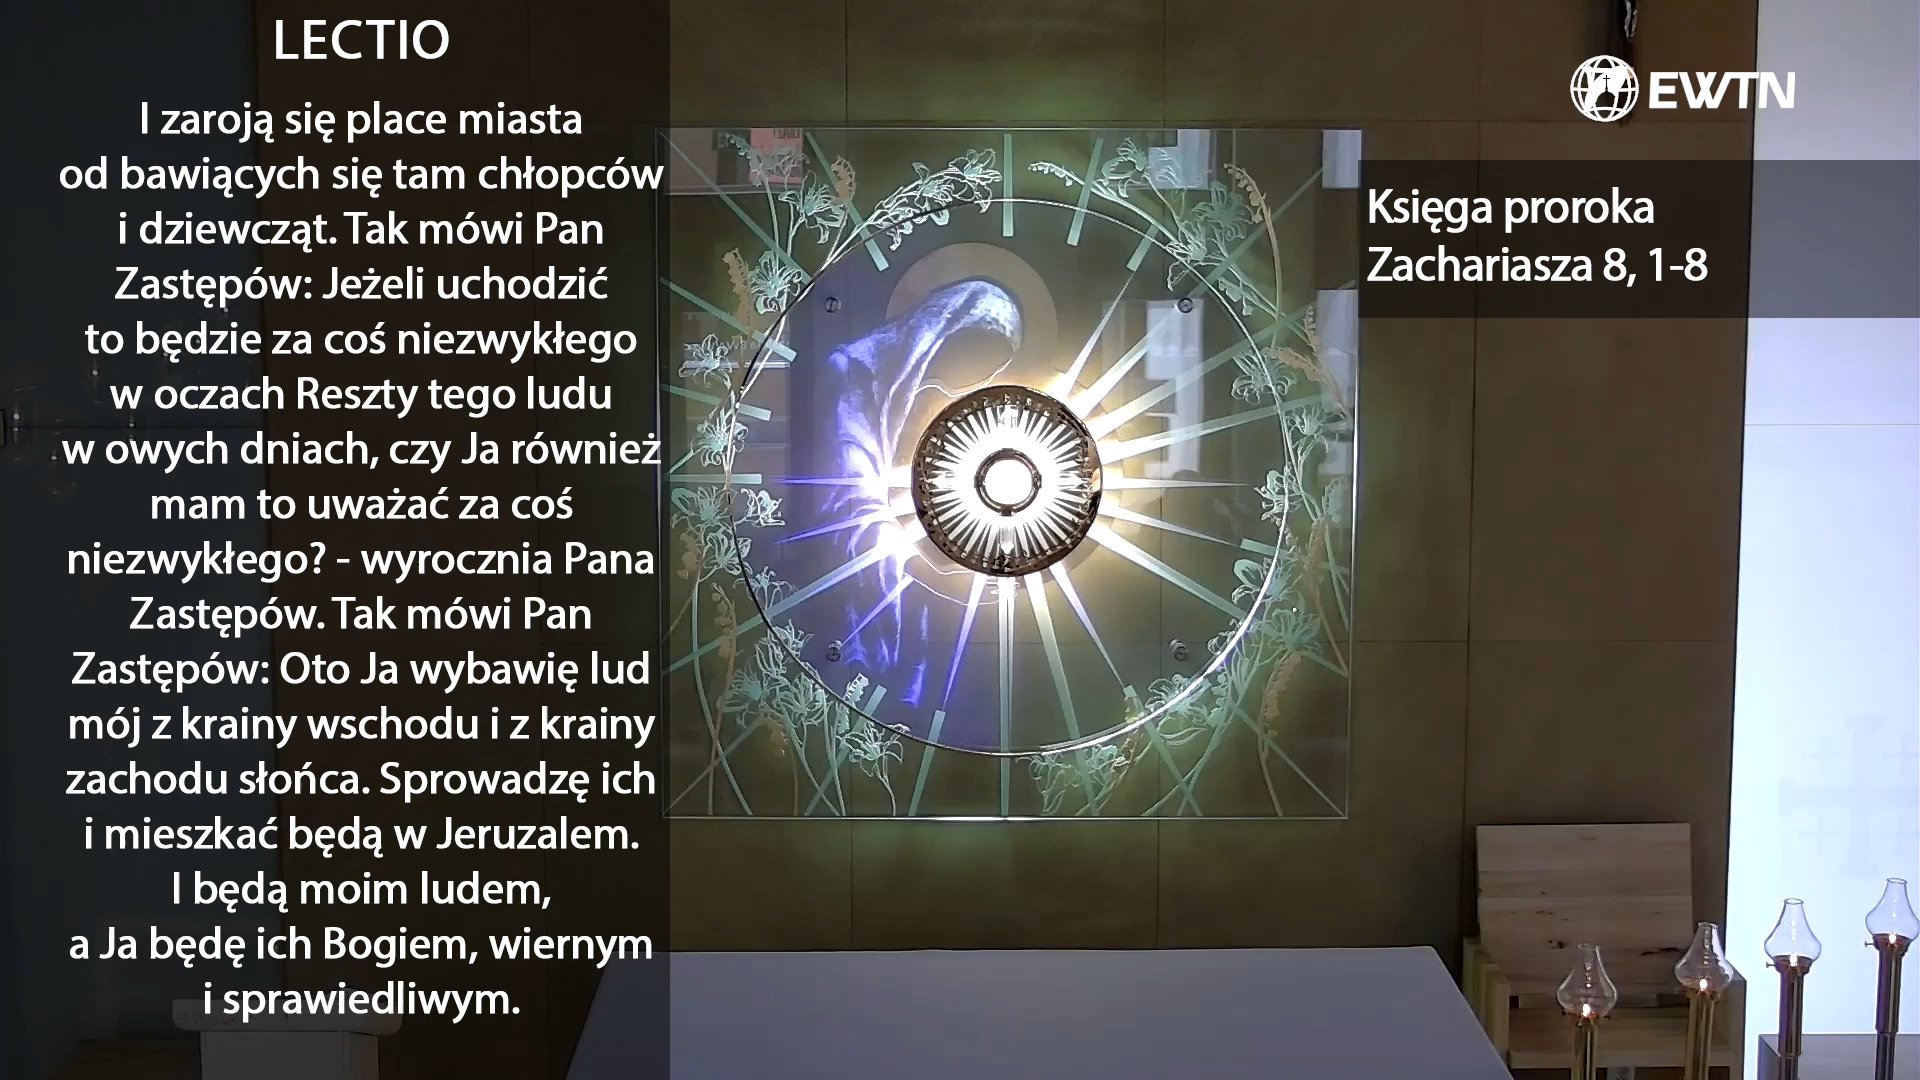 LECTIO
I zaroją się place miasta
od bawiących się tam chłopców
i dziewcząt. Tak mówi Pan
Zastępów: Jeżeli uchodzić
to będzie za coś niezwykłego
w oczach Reszty tego ludu
w owych dniach, czy Ja również
mam to uważać za coś
niezwykłego? - wyrocznia Pana
Zastępów. Tak mówi Pan
Zastępów: Oto Ja wybawię lud
mój z krainy wschodu i z krainy
zachodu słońca. Sprowadzę ich
i mieszkać będą w Jeruzalem.
I będą moim ludem,
a Ja będę ich Bogiem, wiernym
i sprawiedliwym.
EWTN
Księga proroka
Zachariasza 8, 1-8